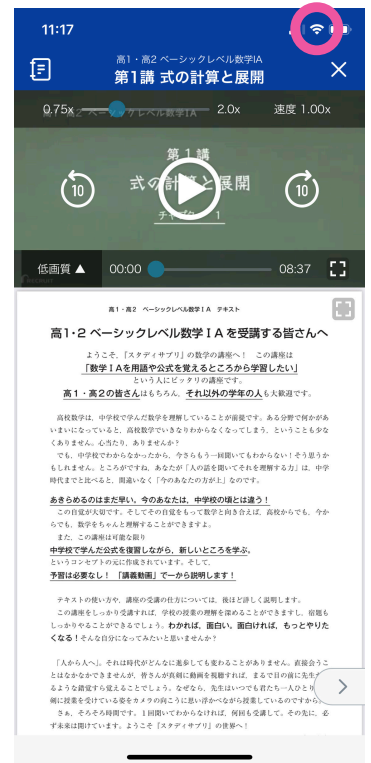 11:17
高1・高2 ベーシックレベル数学IA
第1講 式の計算と展開
0.75x
2.0x
速度 1.00x
第1講
式の計算と展開
10
10
チャプター 1
低画質 ▲
00:00
08:37
高1・高2 ベーシックレベル数学ⅠA テキスト
高1・2 ベーシックレベル数学ⅠAを受講する皆さんへ
ようこそ、『スタディサプリ』の数学の講座へ! この講座は
「数学ⅠAを用語や公式を覚えるところから学習したい」
という人にピッタリの講座です。
高1・高2の皆さんはもちろん、それ以外の学年の人も大歓迎です。
高校数学は、中学校で学んだ数学を理解していることが前提です。ある分野で何かがあ
いまいになっていると、高校数学でいきなりわからなくなってしまう、ということも少な
くありません。心当たり、ありませんか?
でも、中学校でわからなかったから、今さらもう一回聞いてもわからない!そう思うか
もしれません。ところがですね、あなたが「人の話を聞いてそれを理解する力」は、中学
時代までと比べると、間違いなく「今のあなたの方が上」なのです。
あきらめるのはまだ早い。今のあなたは、中学校の頃とは違う!
この自覚が大切です。そしてその自覚をもって数学と向き合えば、高校からでも、今か
らでも、数学をちゃんと理解することができますよ。
また、この講座は可能な限り
中学校で学んだ公式を復習しながら、新しいところを学ぶ。
というコンセプトの元に作成されています。そして、
予習は必要なし! 「講義動画」で一から説明します!
テキストの使い方や、講座の受講の仕方については、後ほど詳しく説明します。
この講座をしっかり受講すれば、学校の授業の理解を深めることができますし、宿題も
しっかりやることができるでしょう。わかれば、面白い。面白ければ、もっとやりた
くなる!そんな自分になってみたいと思いませんか?
「人から人へ」。それは時代がどんなに進歩しても変わることがありません。直接会うこ
とはなかなかできませんが、皆さんが真剣に動画を視聴すれば、まるで目の前に先生が
るような錯覚すら覚えることでしょう。なぜなら、先生はいつでも君たち一人ひとり
剣に授業を受けている姿をカメラの向こうに思い浮かべながら授業しているのですから
さぁ、そろそろ時間です。1回聞いてわからなければ、何回も受講して。その先に、必
ず未来は開けています。ようこそ『スタディサプリ』の世界へ!